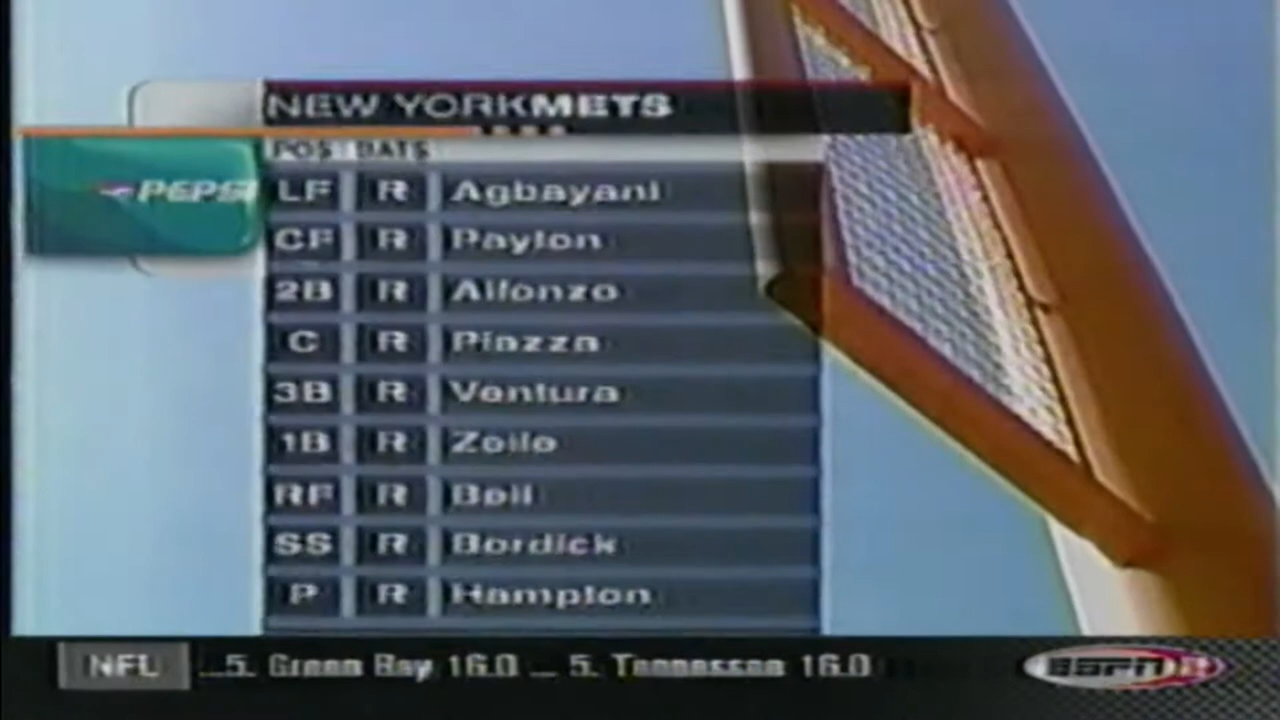 NEW YORKMETS
POS BATS
PEPSI
LF R Agbayani
CF R Payton
2B R Alfonzo
C R Piazza
3B R Ventura
1B R Zeile
RF R Bell
SS R Bordick
P R Hampton
NFL ...5. Green Bay 16.0 ... 5. Tennessee 16.0
ESPN2